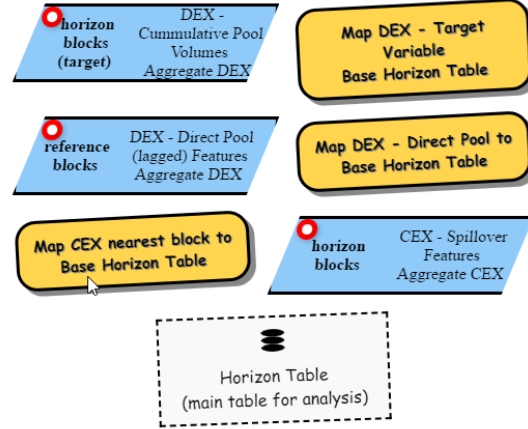 horizon
blocks
(target)
DEX -
Cummulative Pool
Volumes
Aggregate DEX
Map DEX - Target
Variable
Base Horizon Table
reference
blocks
DEX - Direct Pool
(lagged) Features
Aggregate DEX
Map DEX - Direct Pool to
Base Horizon Table
Map CEX nearest block to
Base Horizon Table
horizon
blocks
CEX - Spillover
Features
Aggregate CEX
Horizon Table
(main table for analysis)